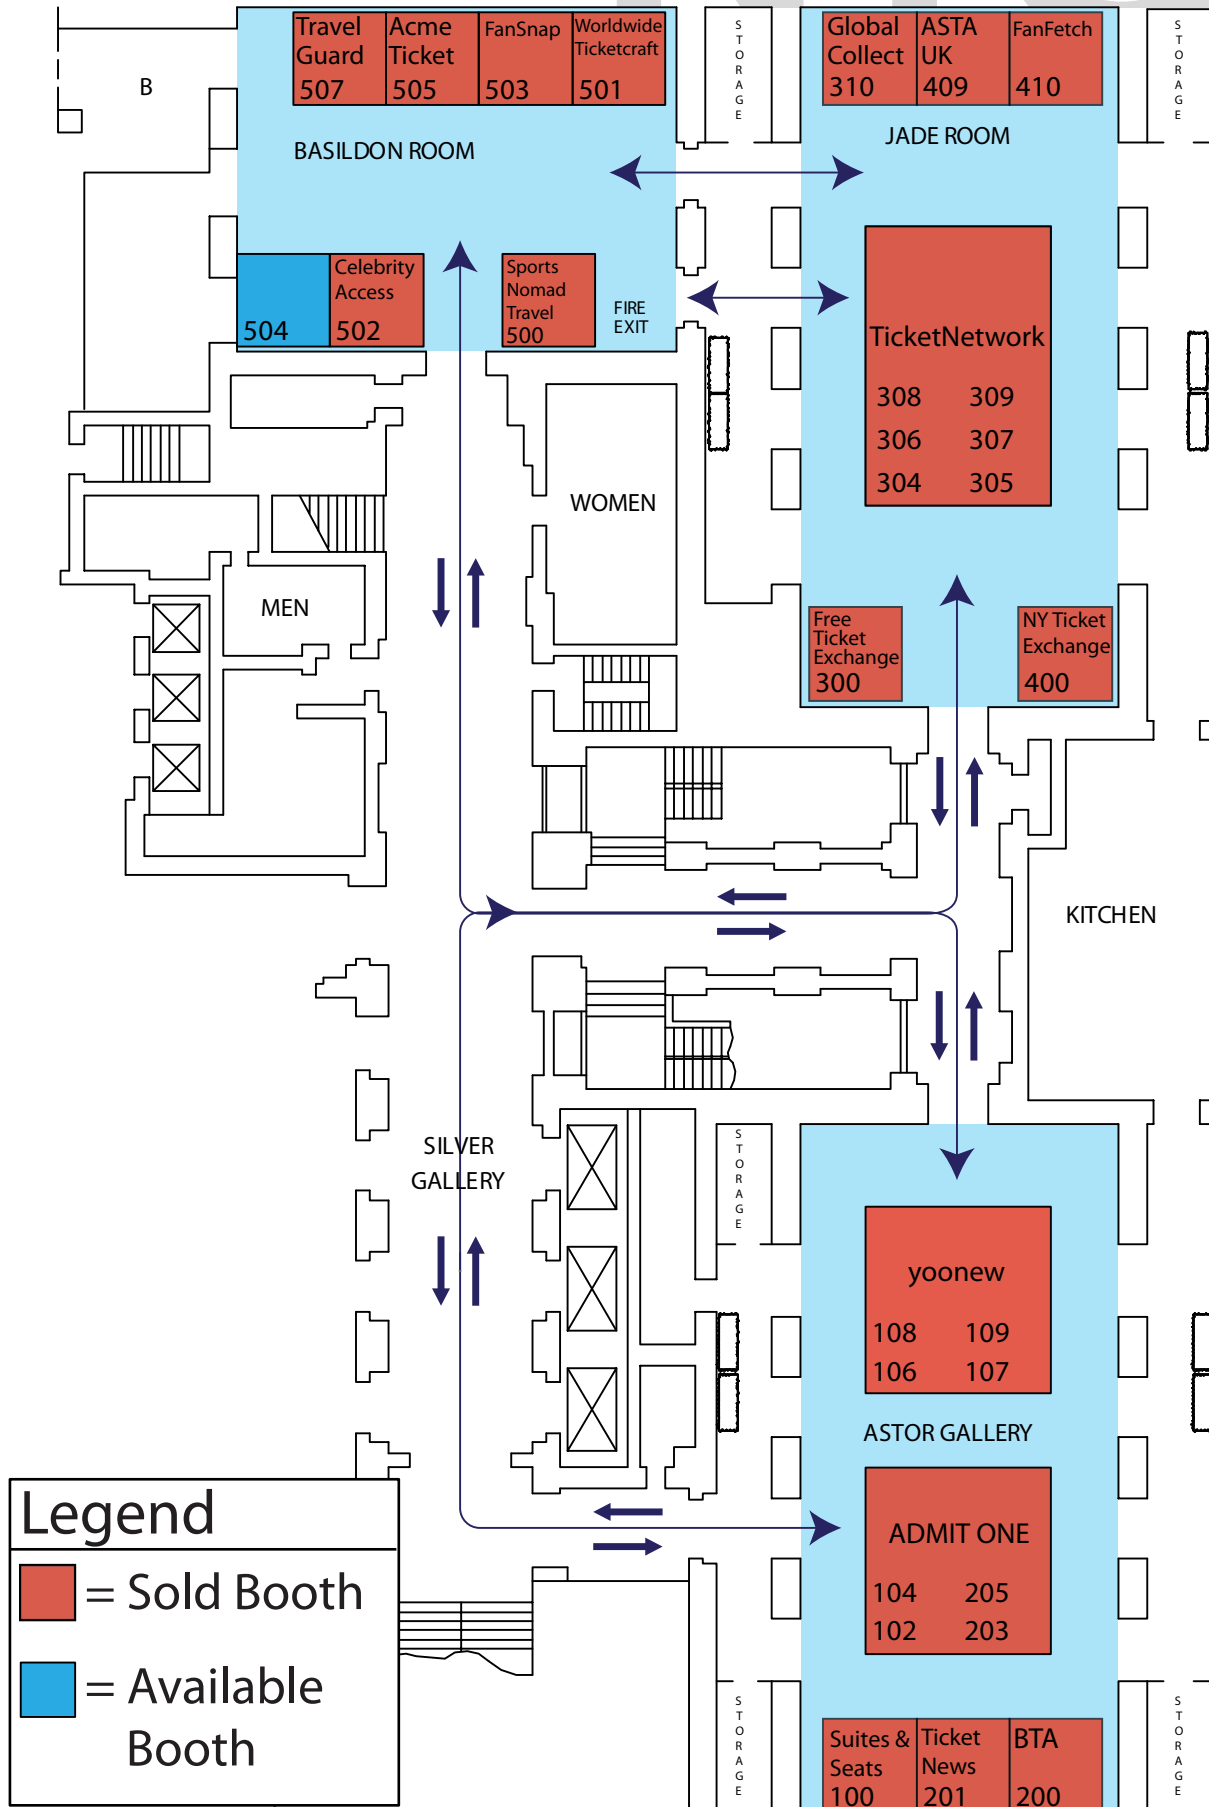 Travel
Guard
507
Acme
Ticket
505
FanSnap
503
Worldwide
Ticketcraft
501
STORAGE
Global
Collect
310
ASTA
UK
409
FanFetch
410
STORAGE
B
BASILDON ROOM
JADE ROOM
504
Celebrity
Access
502
Sports
Nomad
Travel
500
FIRE
EXIT
TicketNetwork
308 309
306 307
304 305
WOMEN
MEN
Free
Ticket
Exchange
300
NY Ticket
Exchange
400
KITCHEN
SILVER
GALLERY
STORAGE
yoonew
108 109
106 107
ASTOR GALLERY
ADMIT ONE
104 205
102 203
Legend
= Sold Booth
= Available
Booth
STORAGE
Suites &
Seats
100
Ticket
News
201
BTA
200
STORAGE